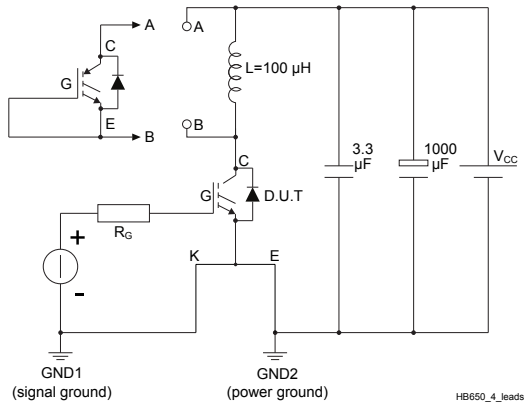 A
A
C
G
L=100 µH
E
B
B
C
3.3
µF
1000
µF
VCC
G
D.U.T
RG
+
K
E
-
GND1
(signal ground)
GND2
(power ground)
HB650_4_leads